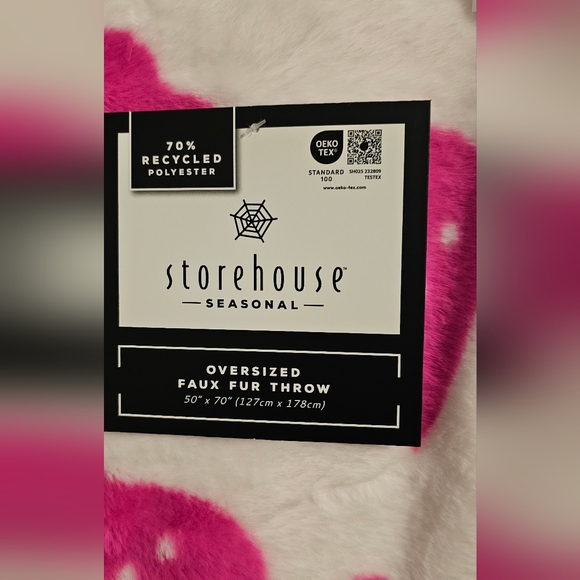 70%
RECYCLED
POLYESTER
OEKO
TEX®
STANDARD
100
SH025 232809
TESTEX
www.oeko-tex.com
storehouse™
SEASONAL
OVERSIZED
FAUX FUR THROW
50" x 70" (127cm x 178cm)